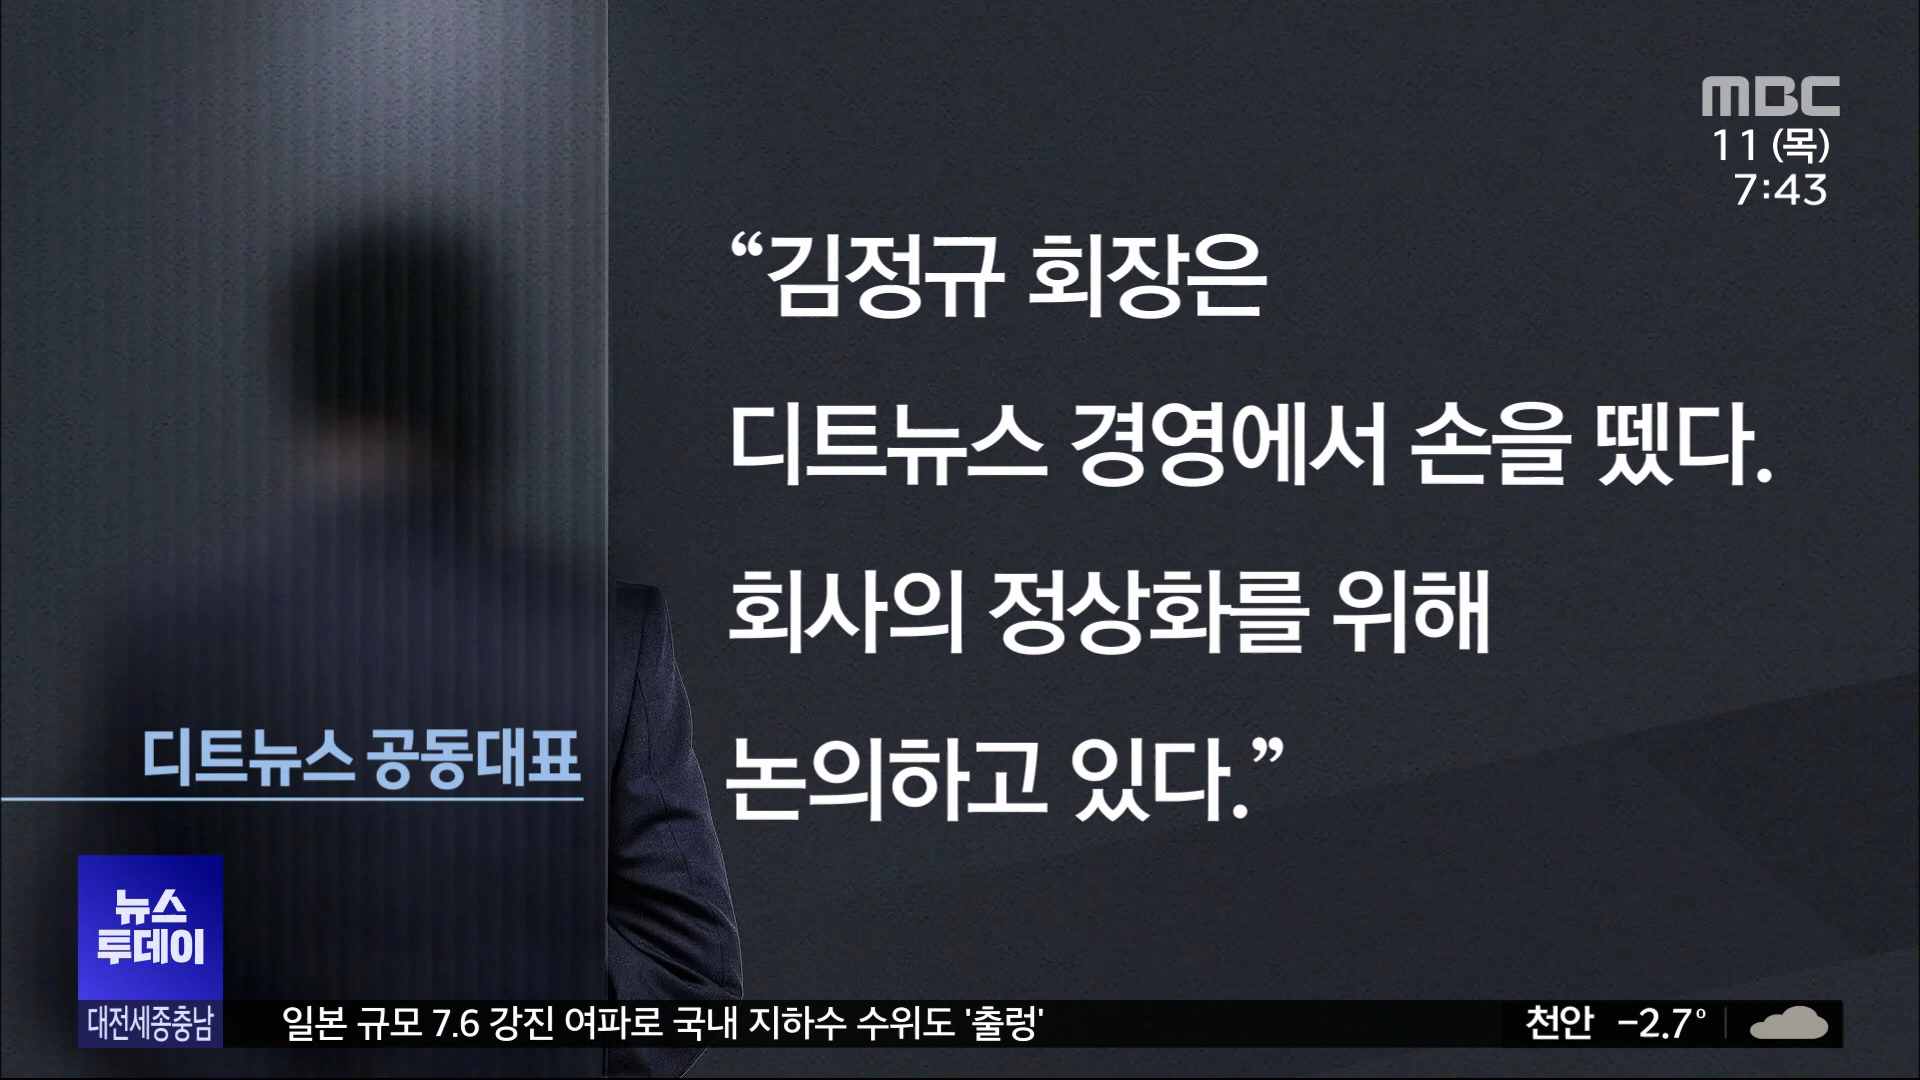 MBC
11 (목)
7:43
“김정규 회장은
디트뉴스 경영에서 손을 뗐다.
회사의 정상화를 위해
논의하고 있다.”
디트뉴스 공동대표
뉴스
투데이
대전세종충남
일본 규모 7.6 강진 여파로 국내 지하수 수위도 '출렁'
천안 -2.7°